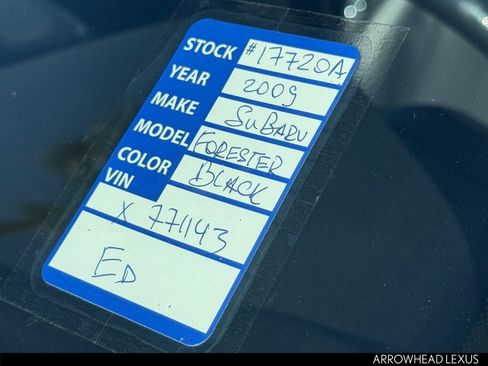 STOCK #17720A
YEAR 2009
MAKE SUBARU
MODEL FORESTER
COLOR BLACK
VIN
X 771143
ED
ARROWHEAD LEXUS